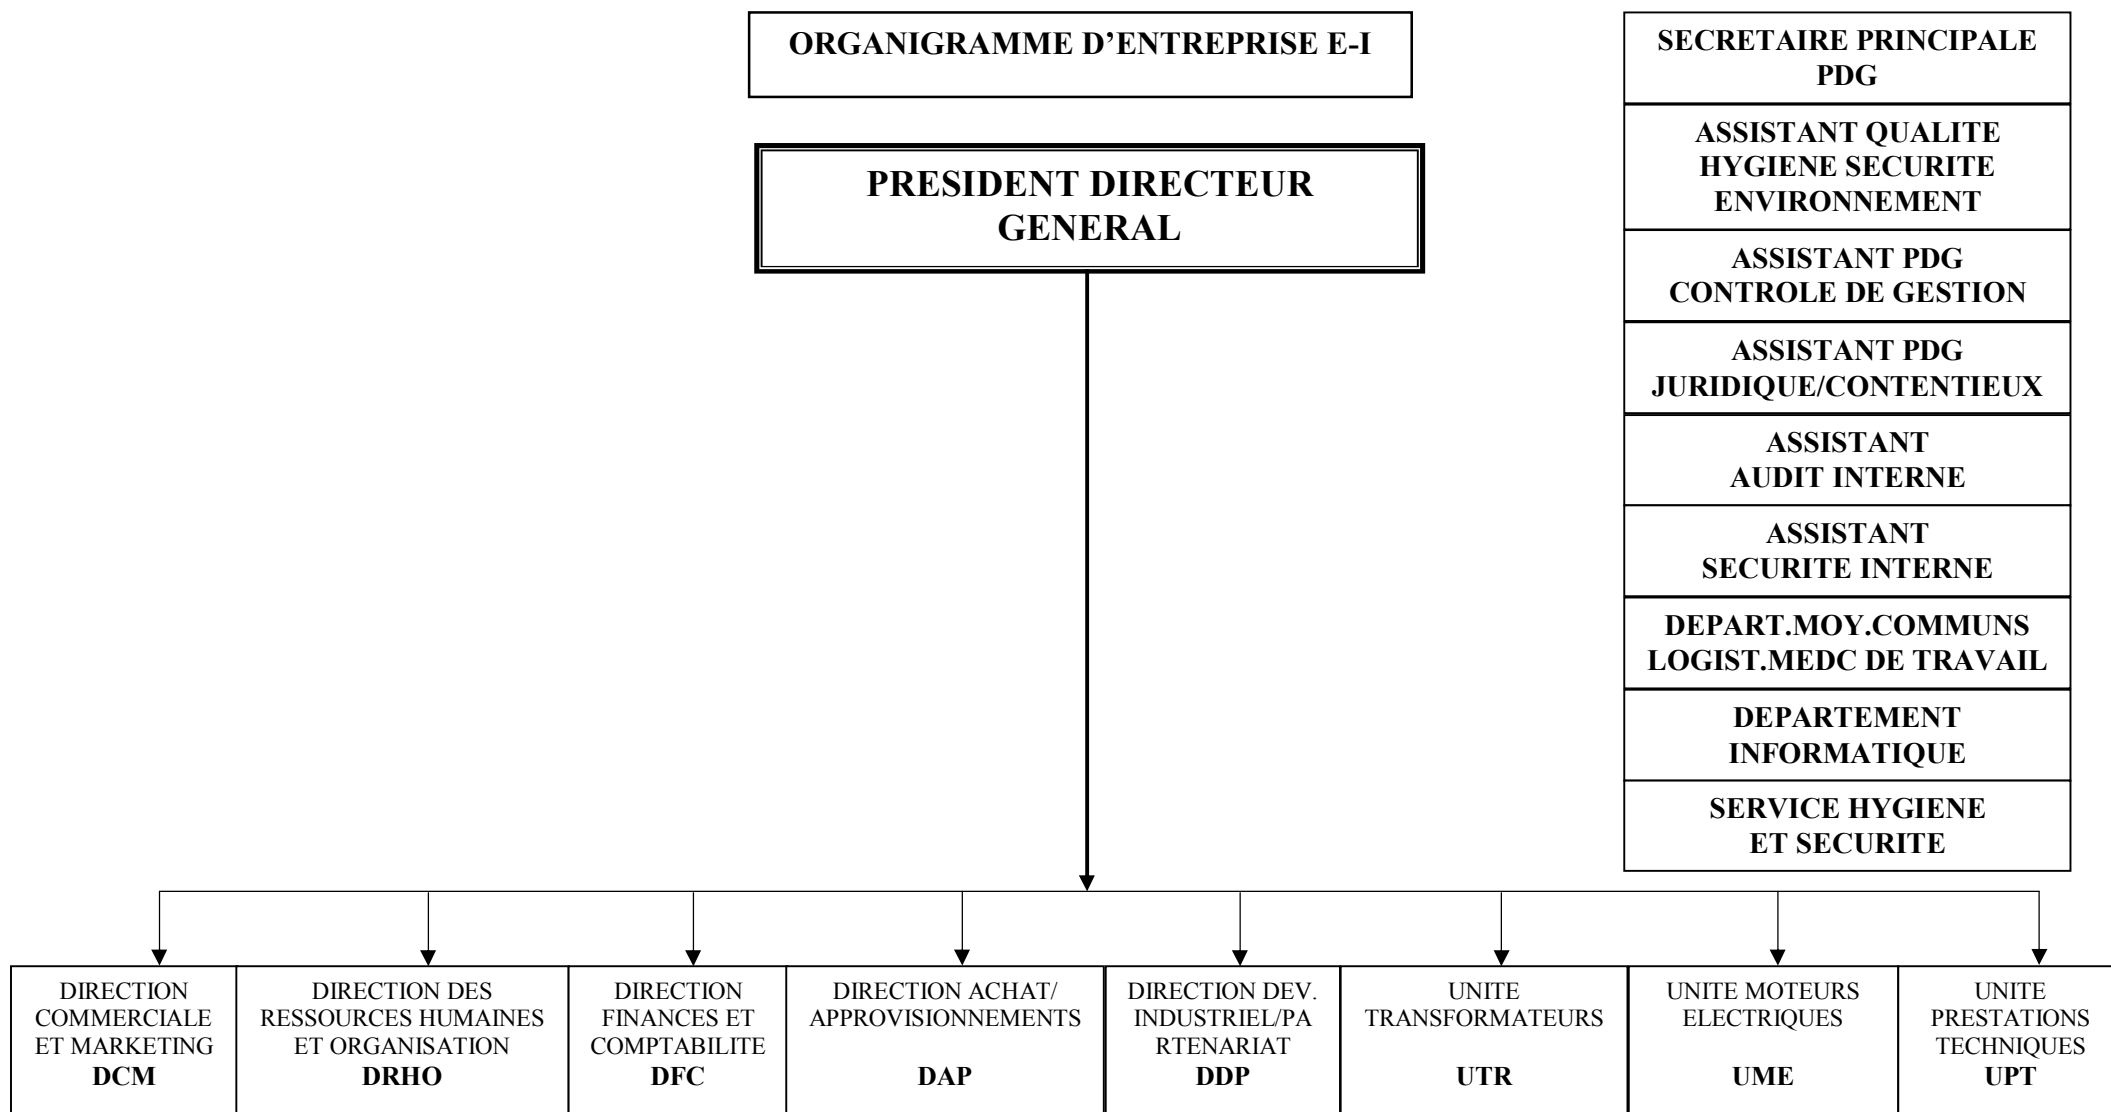 ORGANIGRAMME D’ENTREPRISE E-I
PRESIDENT DIRECTEUR
GENERAL
SECRETAIRE PRINCIPALE
PDG
ASSISTANT QUALITE
HYGIENE SECURITE
ENVIRONNEMENT
ASSISTANT PDG
CONTROLE DE GESTION
ASSISTANT PDG
JURIDIQUE/CONTENTIEUX
ASSISTANT
AUDIT INTERNE
ASSISTANT
SECURITE INTERNE
DEPART.MOY.COMMUNS
LOGIST.MEDC DE TRAVAIL
DEPARTEMENT
INFORMATIQUE
SERVICE HYGIENE
ET SECURITE
DIRECTION
COMMERCIALE
ET MARKETING
DCM
DIRECTION DES
RESSOURCES HUMAINES
ET ORGANISATION
DRHO
DIRECTION
FINANCES ET
COMPTABILITE
DFC
DIRECTION ACHAT/
APPROVISIONNEMENTS
DAP
DIRECTION DEV.
INDUSTRIEL/PA
RTENARIAT
DDP
UNITE
TRANSFORMATEURS
UTR
UNITE MOTEURS
ELECTRIQUES
UME
UNITE
PRESTATIONS
TECHNIQUES
UPT